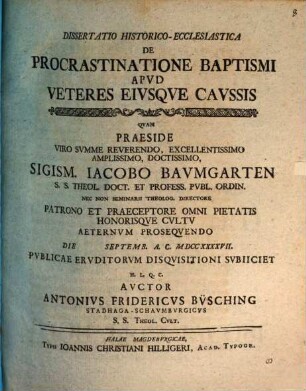 DISSERTATIO HISTORICO-ECCLESIASTICA
DE
PROCRASTINATIONE BAPTISMI
APVD
VETERES EIVSQVE CAVSSIS
QVAM
PRAESIDE
VIRO SVMME REVERENDO, EXCELLENTISSIMO
AMPLISSIMO, DOCTISSIMO,
SIGISM. IACOBO BAVMGARTEN
S. S. THEOL. DOCT. ET PROFESS. PVBL. ORDIN.
NEC NON SEMINARII THEOLOG. DIRECTORE
PATRONO ET PRAECEPTORE OMNI PIETATIS
HONORISQVE CVLTV
AETERNVM PROSEQVENDO
DIE SEPTEMB. A. C. MDCCXXXXVII.
PVBLICAE ERVDITORVM DISQVISITIONI SVBIICIET
H. L. Q. C.
AVCTOR
ANTONIVS FRIDERICVS BÜSCHING
STADHAGA-SCHAVMBVRGICVS
S. S. THEOL. CVLT.
HALAE MAGDEBVRGICAE,
TYPIS IOANNIS CHRISTIANI HILLIGERI, ACAD. TYPOGR.